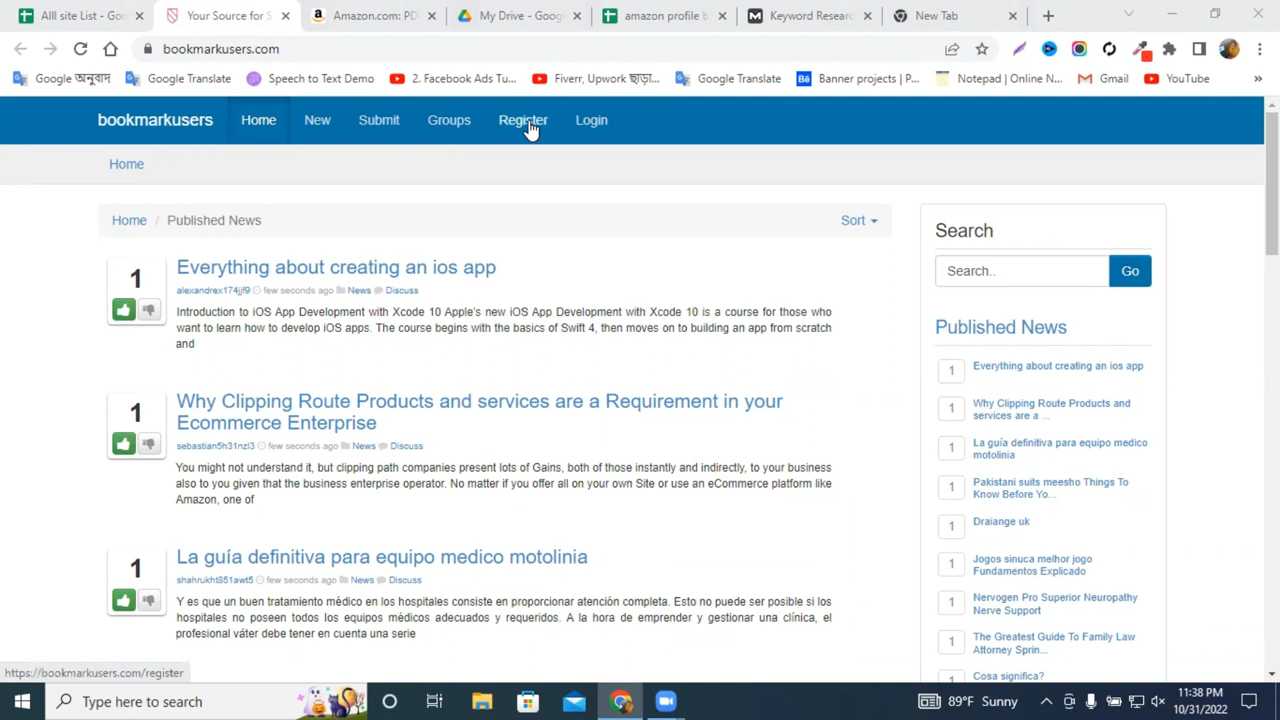 Alll site List - Goo
Your Source for S
Amazon.com: PD
My Drive - Googl
amazon profile b
Keyword Researc
New Tab
bookmarkusers.com
Google অনুবাদ
Google Translate
Speech to Text Demo
2. Facebook Ads Tu...
Fiverr, Upwork ছাড়া...
Google Translate
Banner projects | P...
Notepad | Online N...
Gmail
YouTube
bookmarkusers
Home
New
Submit
Groups
Register
Login
Home
Home / Published News
Sort
1
Everything about creating an ios app
alexandrex174jjf9 few seconds ago News Discuss
Introduction to iOS App Development with Xcode 10 Apple's new iOS App Development with Xcode 10 is a course for those who
want to learn how to develop iOS apps. The course begins with the basics of Swift 4, then moves on to building an app from scratch
and
1
Why Clipping Route Products and services are a Requirement in your
Ecommerce Enterprise
sebastian5h31nzl3 few seconds ago News Discuss
You might not understand it, but clipping path companies present lots of Gains, both of those instantly and indirectly, to your business
also to you given that the business enterprise operator. No matter if you offer all on your own Site or use an eCommerce platform like
Amazon, one of
1
La guía definitiva para equipo medico motolinia
shahrukht851awt5 few seconds ago News Discuss
Y es que un buen tratamiento médico en los hospitales consiste en proporcionar atención completa. Esto no puede ser posible si los
hospitales no poseen todos los equipos médicos adecuados y requeridos. A la hora de emprender y gestionar una clínica, el
profesional váter debe tener en cuenta una serie
Search
Search..
Go
Published News
1 Everything about creating an ios app
1 Why Clipping Route Products and
services are a ...
1 La guía definitiva para equipo medico
motolinia
1 Pakistani suits meesho Things To
Know Before Yo...
1 Draiange uk
1 Jogos sinuca melhor jogo
Fundamentos Explicado
1 Nervogen Pro Superior Neuropathy
Nerve Support
1 The Greatest Guide To Family Law
Attorney Sprin...
Cosa significa?
https://bookmarkusers.com/register
Type here to search
89°F Sunny
11:38 PM
10/31/2022